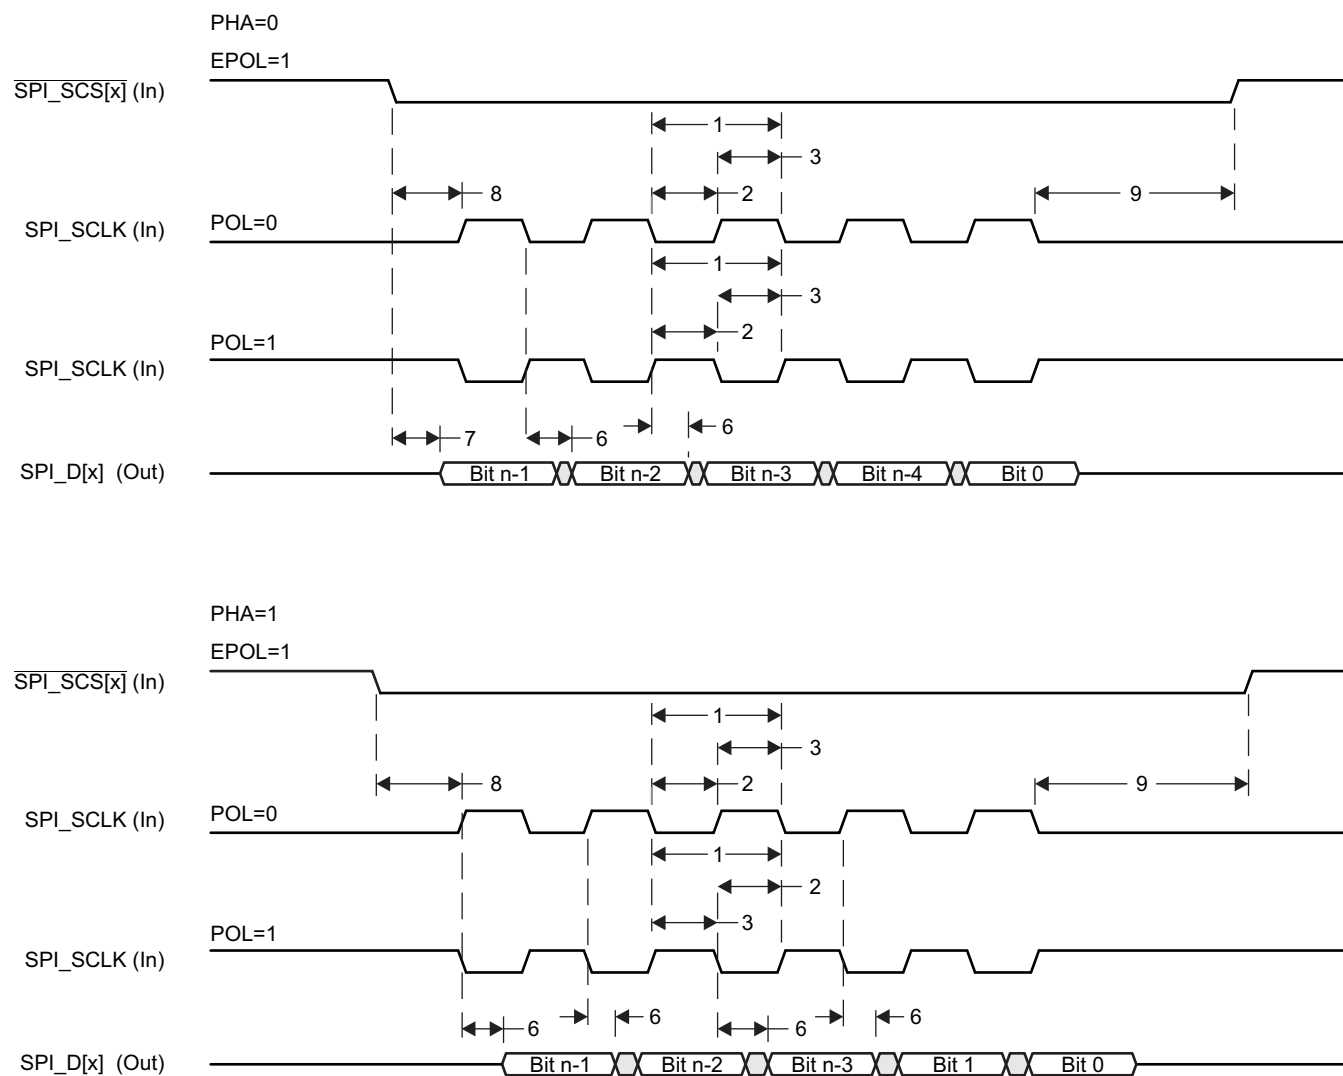 PHA=0
EPOL=1
SPI_SCS[x] (In)
1
3
8
2
9
POL=0
SPI_SCLK (In)
1
3
2
POL=1
SPI_SCLK (In)
7
6
6
SPI_D[x] (Out)
Bit n-1
Bit n-2
Bit n-3
Bit n-4
Bit 0
PHA=1
EPOL=1
SPI_SCS[x] (In)
1
3
8
2
9
POL=0
SPI_SCLK (In)
1
2
3
POL=1
SPI_SCLK (In)
6
6
6
6
SPI_D[x] (Out)
Bit n-1
Bit n-2
Bit n-3
Bit 1
Bit 0